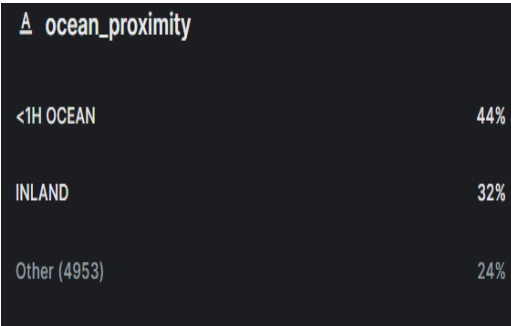 A ocean_proximity
<1H OCEAN 44%
INLAND 32%
Other (4953) 24%